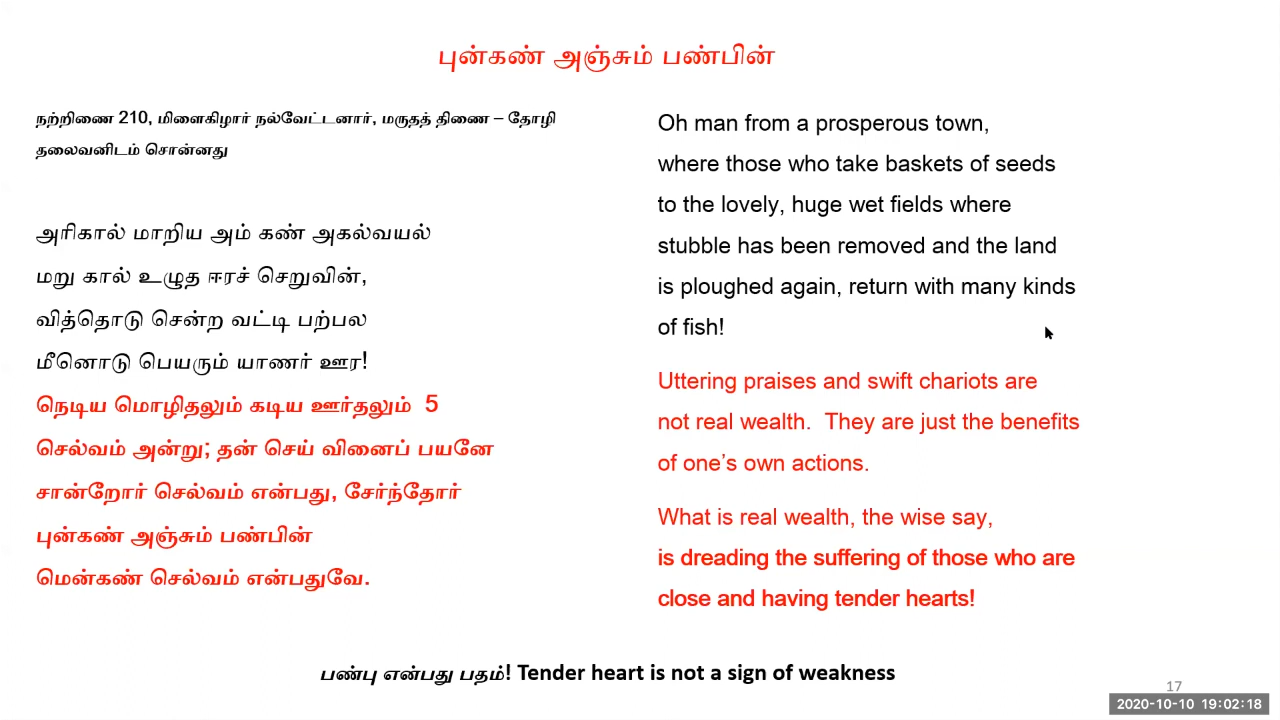 புன்கண் அஞ்சும் பண்பின்
நற்றிணை 210, மிளைகிழார் நல்வேட்டனார், மருதத் திணை – தோழி
தலைவனிடம் சொன்னது
அரிகால் மாறிய அம் கண் அகல்வயல்
மறு கால் உழுத ஈரச் செறுவின்,
வித்தொடு சென்ற வட்டி பற்பல
மீனொடு பெயரும் யாணர் ஊர!
நெடிய மொழிதலும் கடிய ஊர்தலும் 5
செல்வம் அன்று; தன் செய் வினைப் பயனே
சான்றோர் செல்வம் என்பது, சேர்ந்தோர்
புன்கண் அஞ்சும் பண்பின்
மென்கண் செல்வம் என்பதுவே.
Oh man from a prosperous town,
where those who take baskets of seeds
to the lovely, huge wet fields where
stubble has been removed and the land
is ploughed again, return with many kinds
of fish!
Uttering praises and swift chariots are
not real wealth. They are just the benefits
of one’s own actions.
What is real wealth, the wise say,
is dreading the suffering of those who are
close and having tender hearts!
பண்பு என்பது பதம்! Tender heart is not a sign of weakness
17
2020-10-10 19:02:18